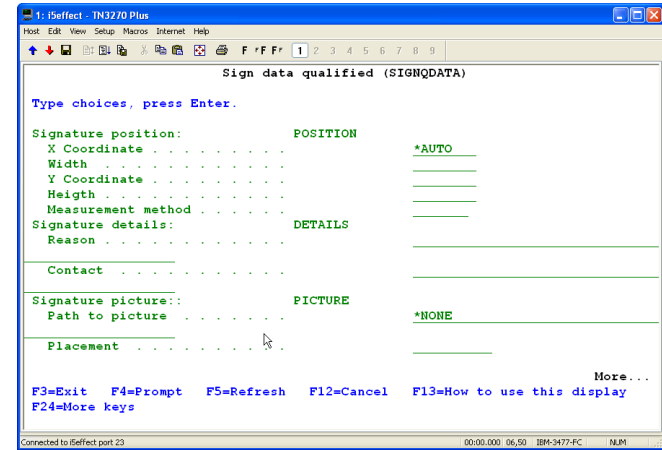 1: i5effect - TN3270 Plus
Host Edit View Setup Macros Internet Help
1 2 3 4 5 6 7 8 9
Sign data qualified (SIGNQDATA)
Type choices, press Enter.
Signature position: POSITION
X Coordinate . . . . . . . . . *AUTO
Width . . . . . . . . . . . .
Y Coordinate . . . . . . . . .
Heigth . . . . . . . . . . . .
Measurement method . . . . . .
Signature details: DETAILS
Reason . . . . . . . . . . . .
Contact . . . . . . . . . . .
Signature picture:: PICTURE
Path to picture . . . . . . . *NONE
Placement . . . . . . . . . .
More...
F3=Exit F4=Prompt F5=Refresh F12=Cancel F13=How to use this display
F24=More keys
Connected to i5effect port 23 00:00.000 06,50 IBM-3477-FC NUM